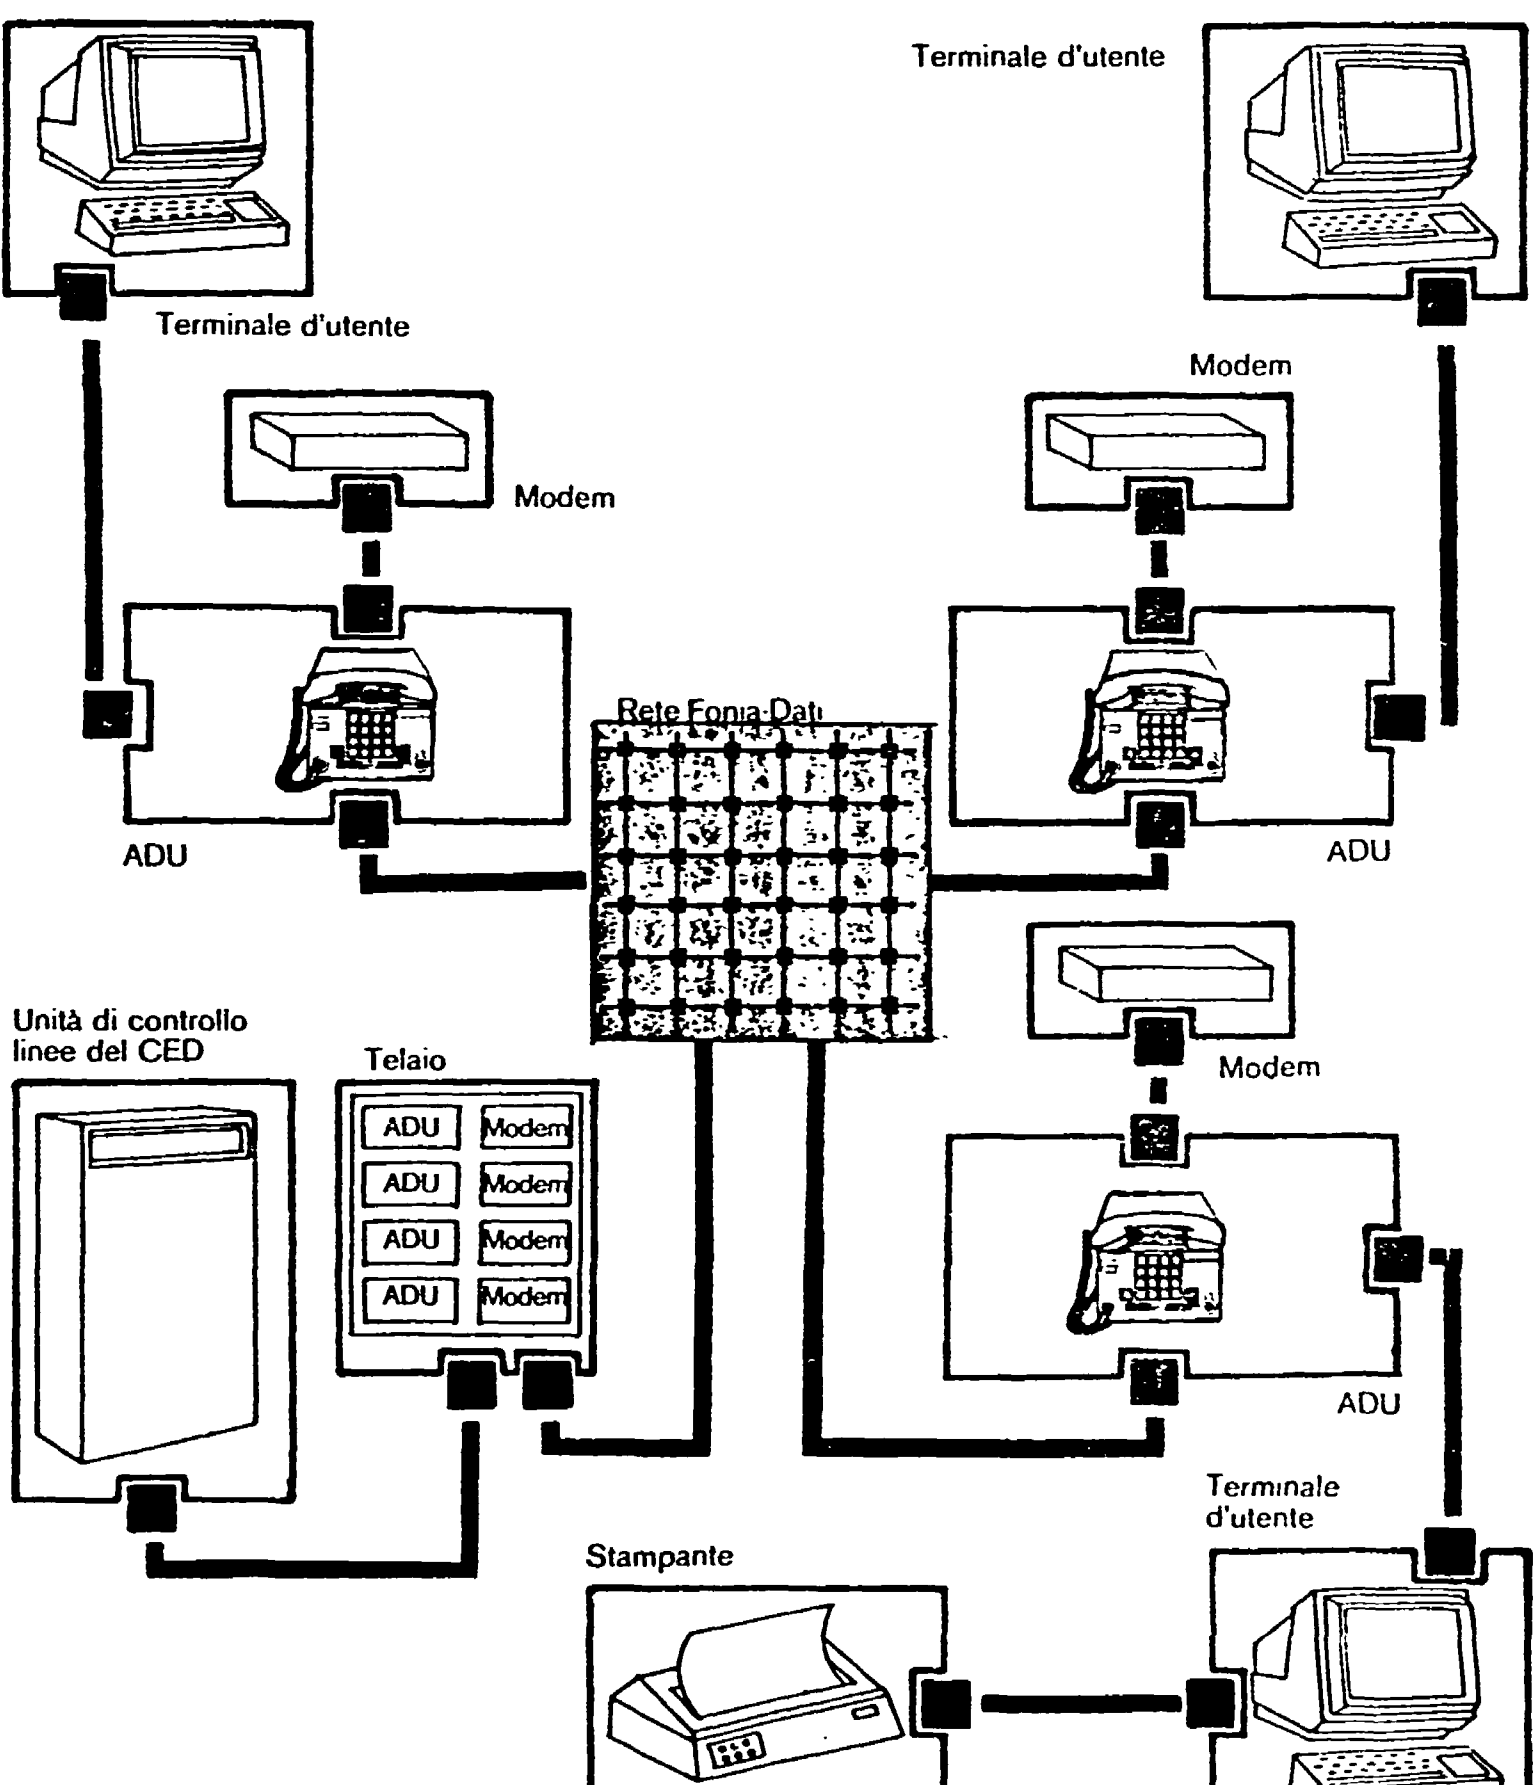 Terminale d'utente
Terminale d'utente
Modem
Modem
Rete Fonia-Dati
ADU
ADU
Unità di controllo
linee del CED
Telaio
Modem
ADU Modem
ADU Modem
ADU Modem
ADU Modem
ADU
Terminale
d'utente
Stampante